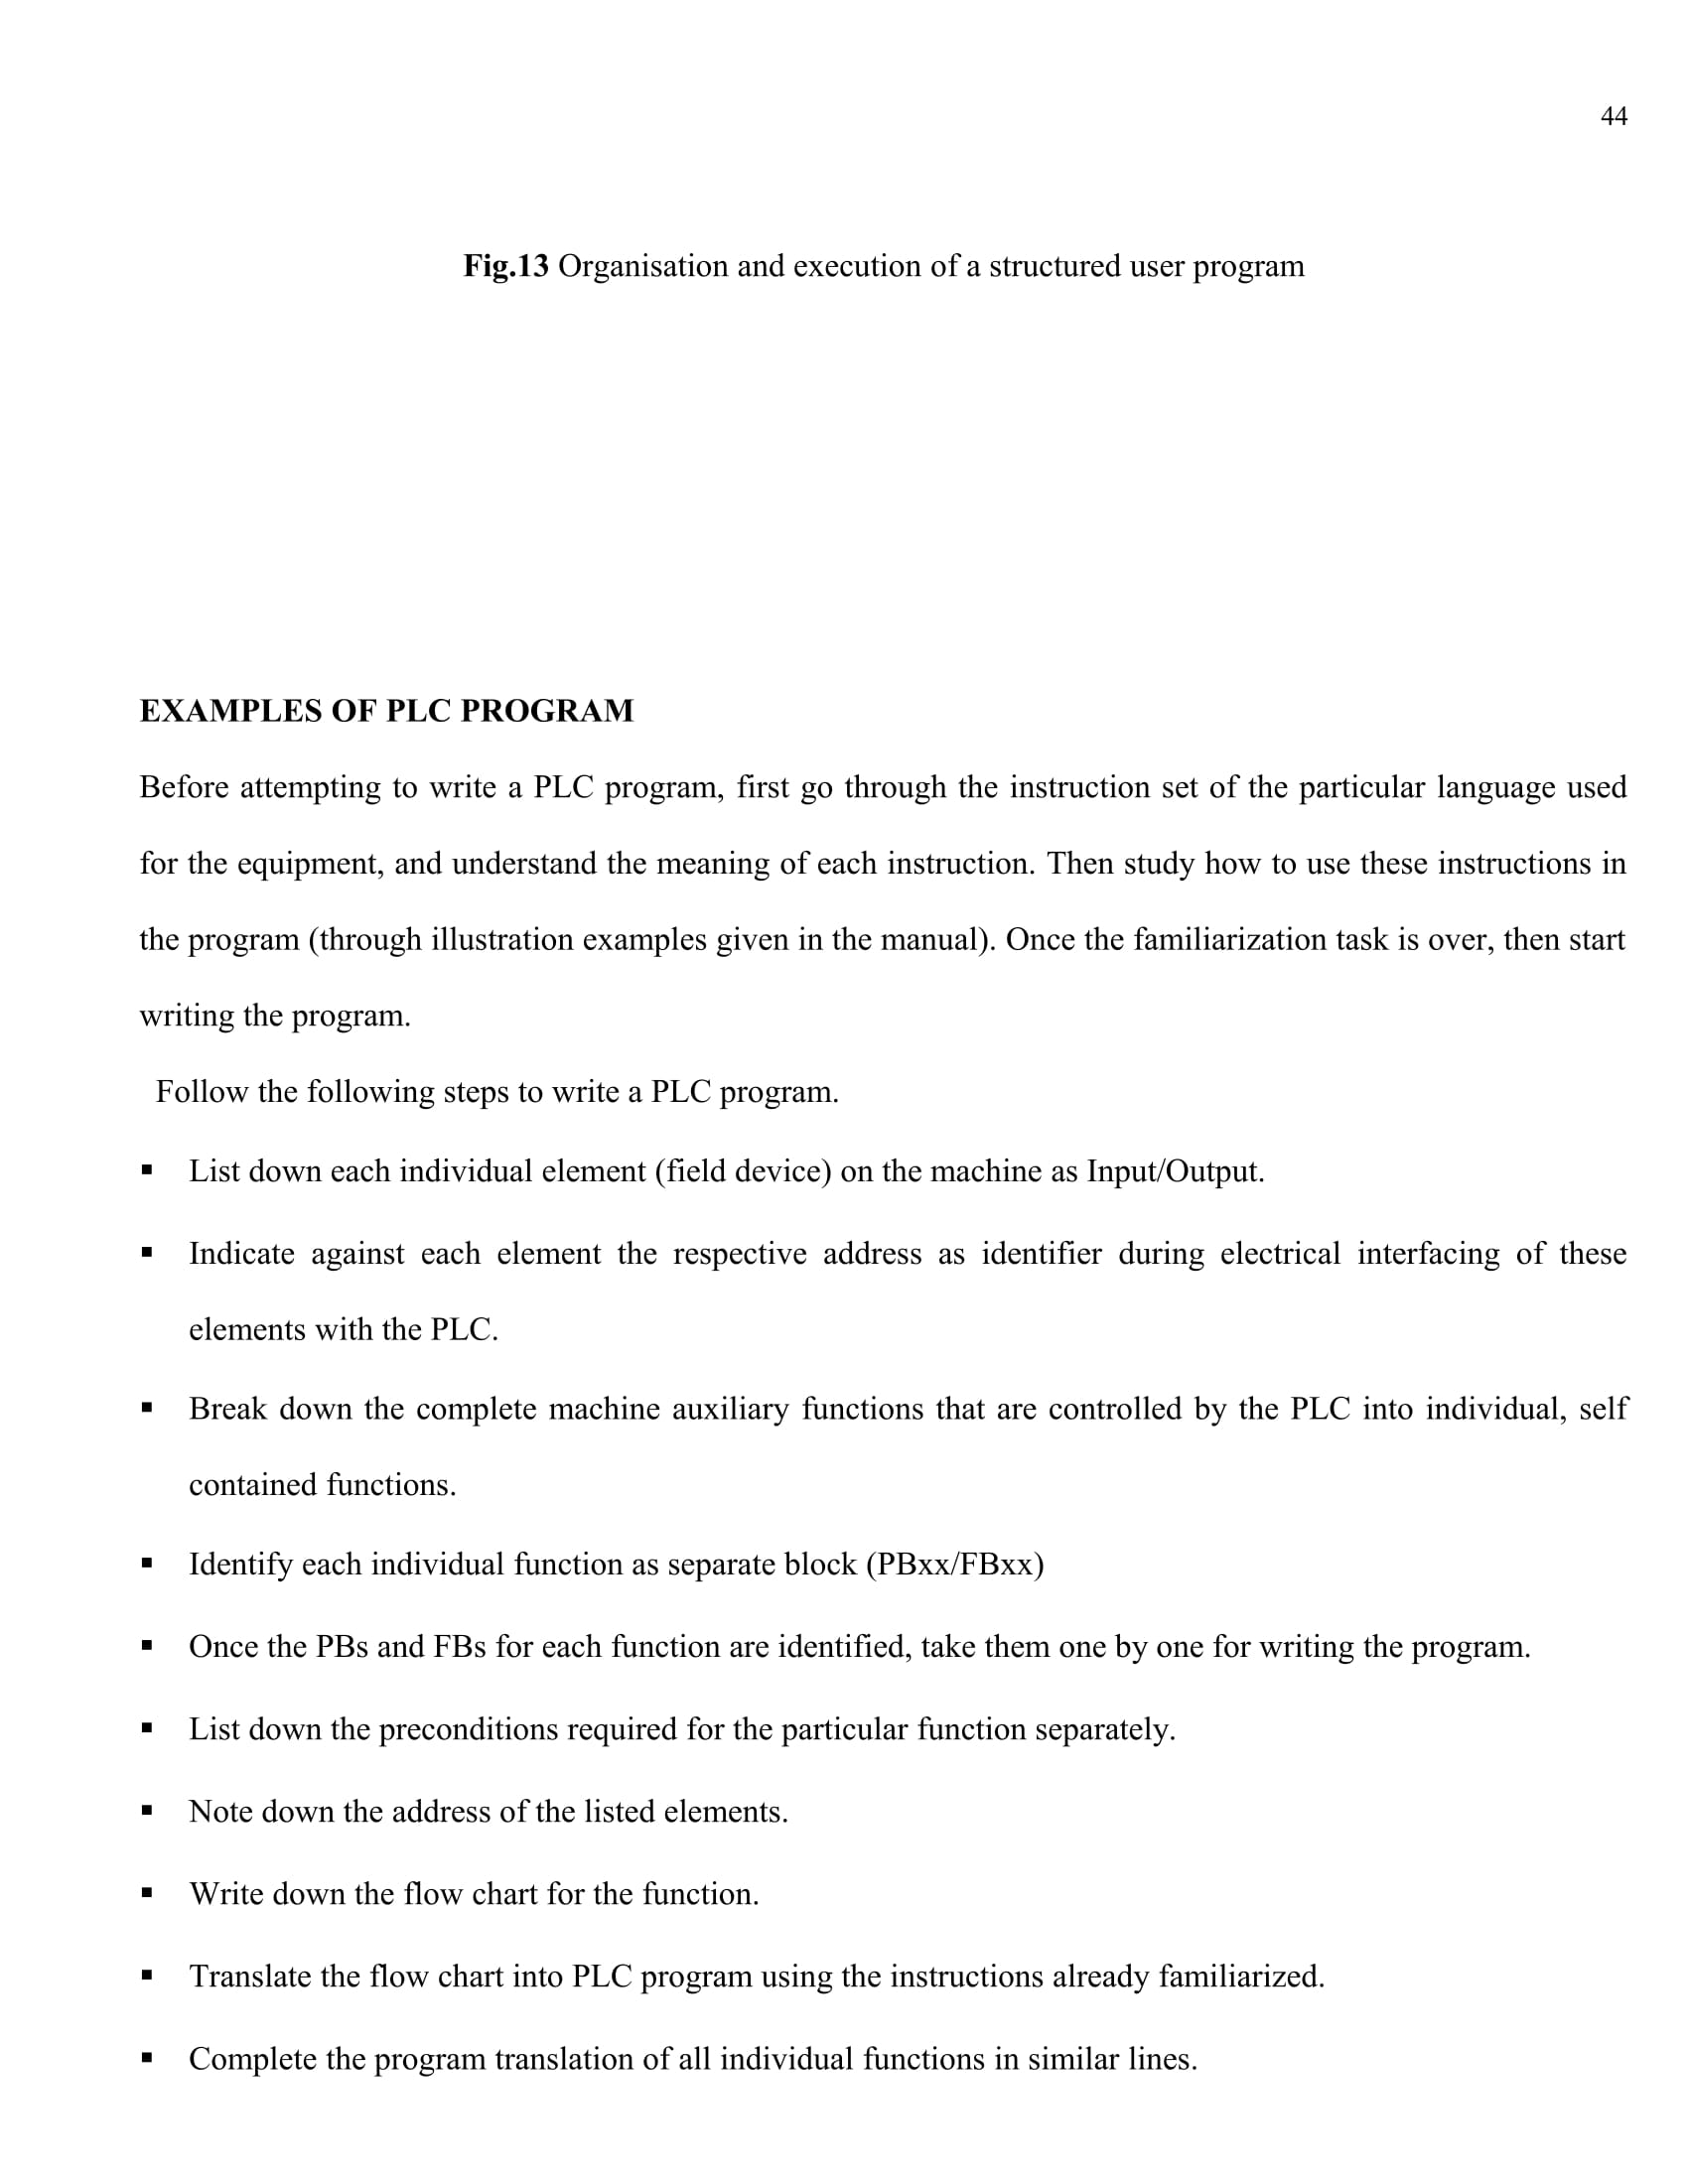 44
Fig.13 Organisation and execution of a structured user program
EXAMPLES OF PLC PROGRAM
Before attempting to write a PLC program, first go through the instruction set of the particular language used
for the equipment, and understand the meaning of each instruction. Then study how to use these instructions in
the program (through illustration examples given in the manual). Once the familiarization task is over, then start
writing the program.
Follow the following steps to write a PLC program.
▪ List down each individual element (field device) on the machine as Input/Output.
▪ Indicate against each element the respective address as identifier during electrical interfacing of these
elements with the PLC.
▪ Break down the complete machine auxiliary functions that are controlled by the PLC into individual, self
contained functions.
▪ Identify each individual function as separate block (PBxx/FBxx)
▪ Once the PBs and FBs for each function are identified, take them one by one for writing the program.
▪ List down the preconditions required for the particular function separately.
▪ Note down the address of the listed elements.
▪ Write down the flow chart for the function.
▪ Translate the flow chart into PLC program using the instructions already familiarized.
▪ Complete the program translation of all individual functions in similar lines.